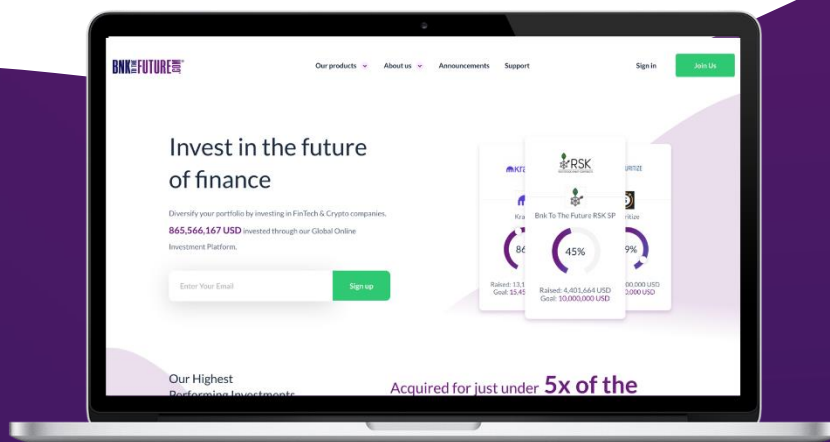 BNK TO THE FUTURE .COM
Our products
About us
Announcements
Support
Sign in
Join Us
Invest in the future
of finance
Diversify your portfolio by investing in FinTech & Crypto companies.
865,566,167 USD invested through our Global Online
Investment Platform.
Enter Your Email
Sign up
RSK
Bnk To The Future RSK SP
45%
Raised: 4,401,664 USD
Goal: 10,000,000 USD
Our Highest
Performing Investments
Acquired for just under 5x of the